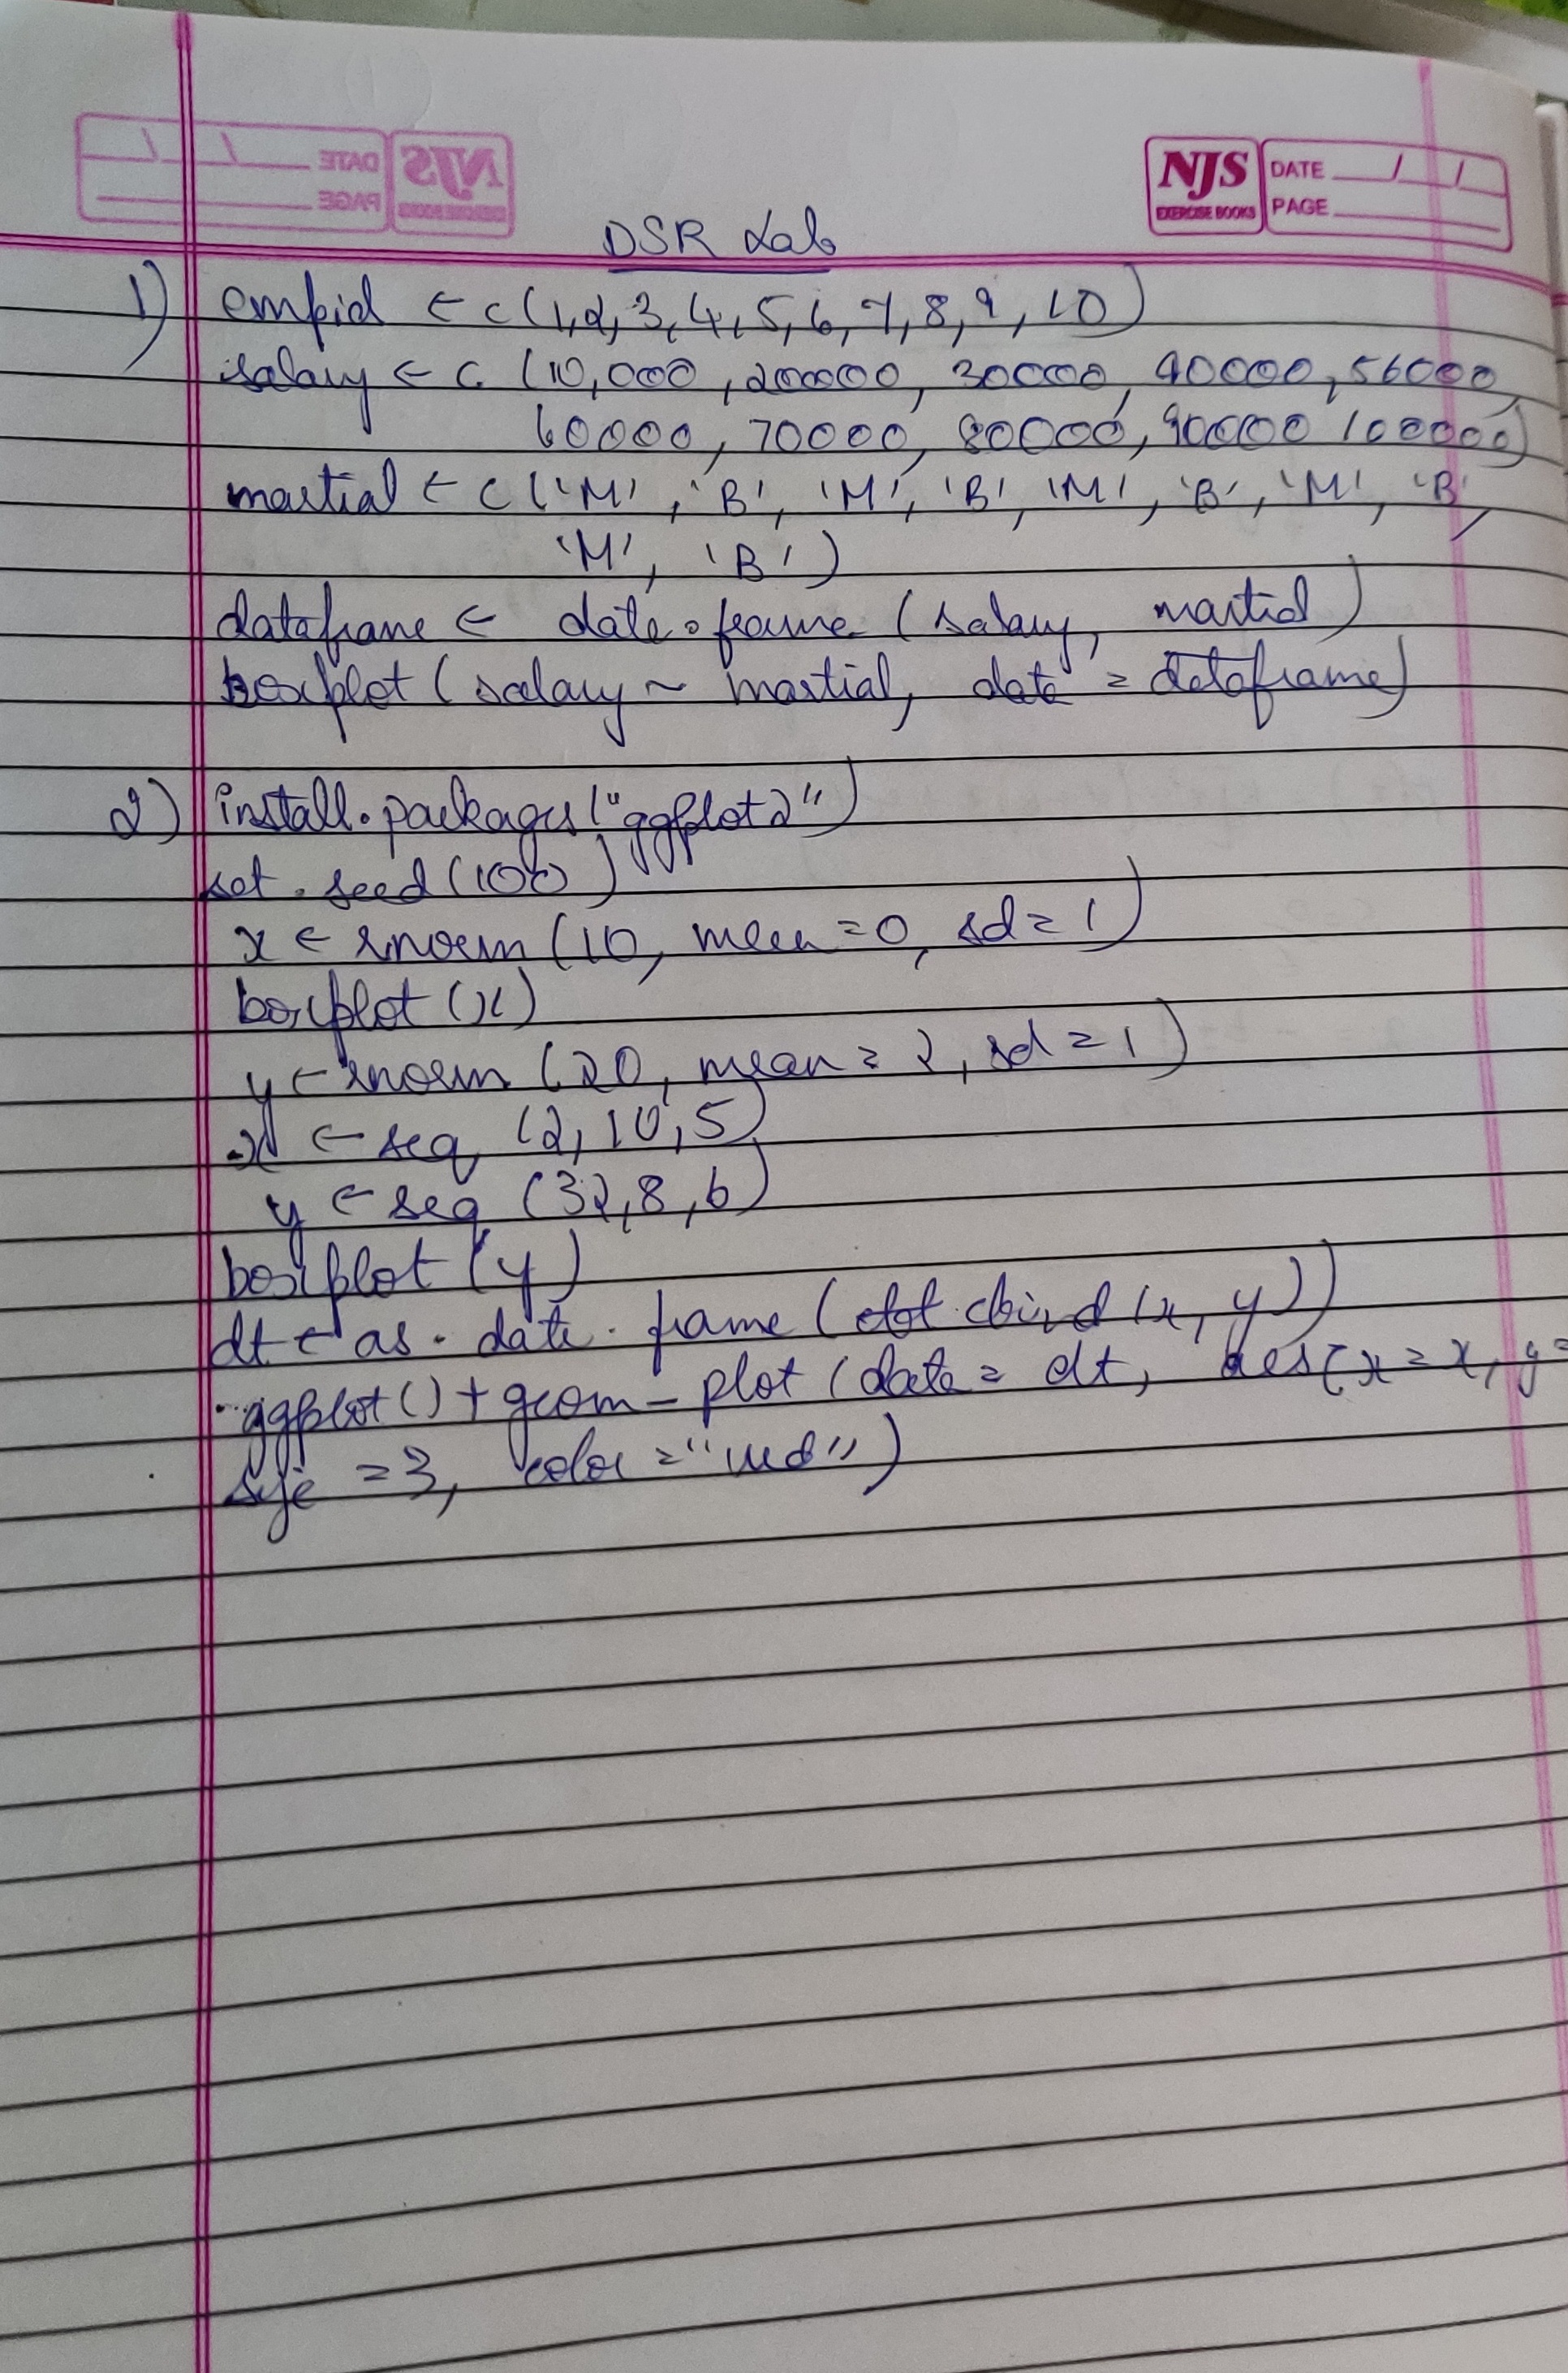 NJS
EXERCISE BOOKS
DATE / /
PAGE
DSR Lab
1) empid ← c(1,2,3,4,5,6,7,8,9,10)
salary ← c (10,000,20000,30000,40000,56000,
60000,70000,80000,90000 100000)
martial ← c('M','B','M','B','M','B','M','B',
'M','B')
dataframe ← data.frame (salary, martial)
boxplot (salary ~ martial, data = dataframe)
2) install.packages("ggplot2")
set.seed(100)
x ← rnorm (10, mean=0, sd=1)
boxplot (x)
y ← rnorm (20, mean=2, sd=1)
x ← seq (2,10,5)
y ← seq (32,8,6)
boxplot (y)
dt ← as.data.frame (cbind (x, y))
ggplot()+geom_plot (data= dt, aes(x=x, y=
size =3, color="red")